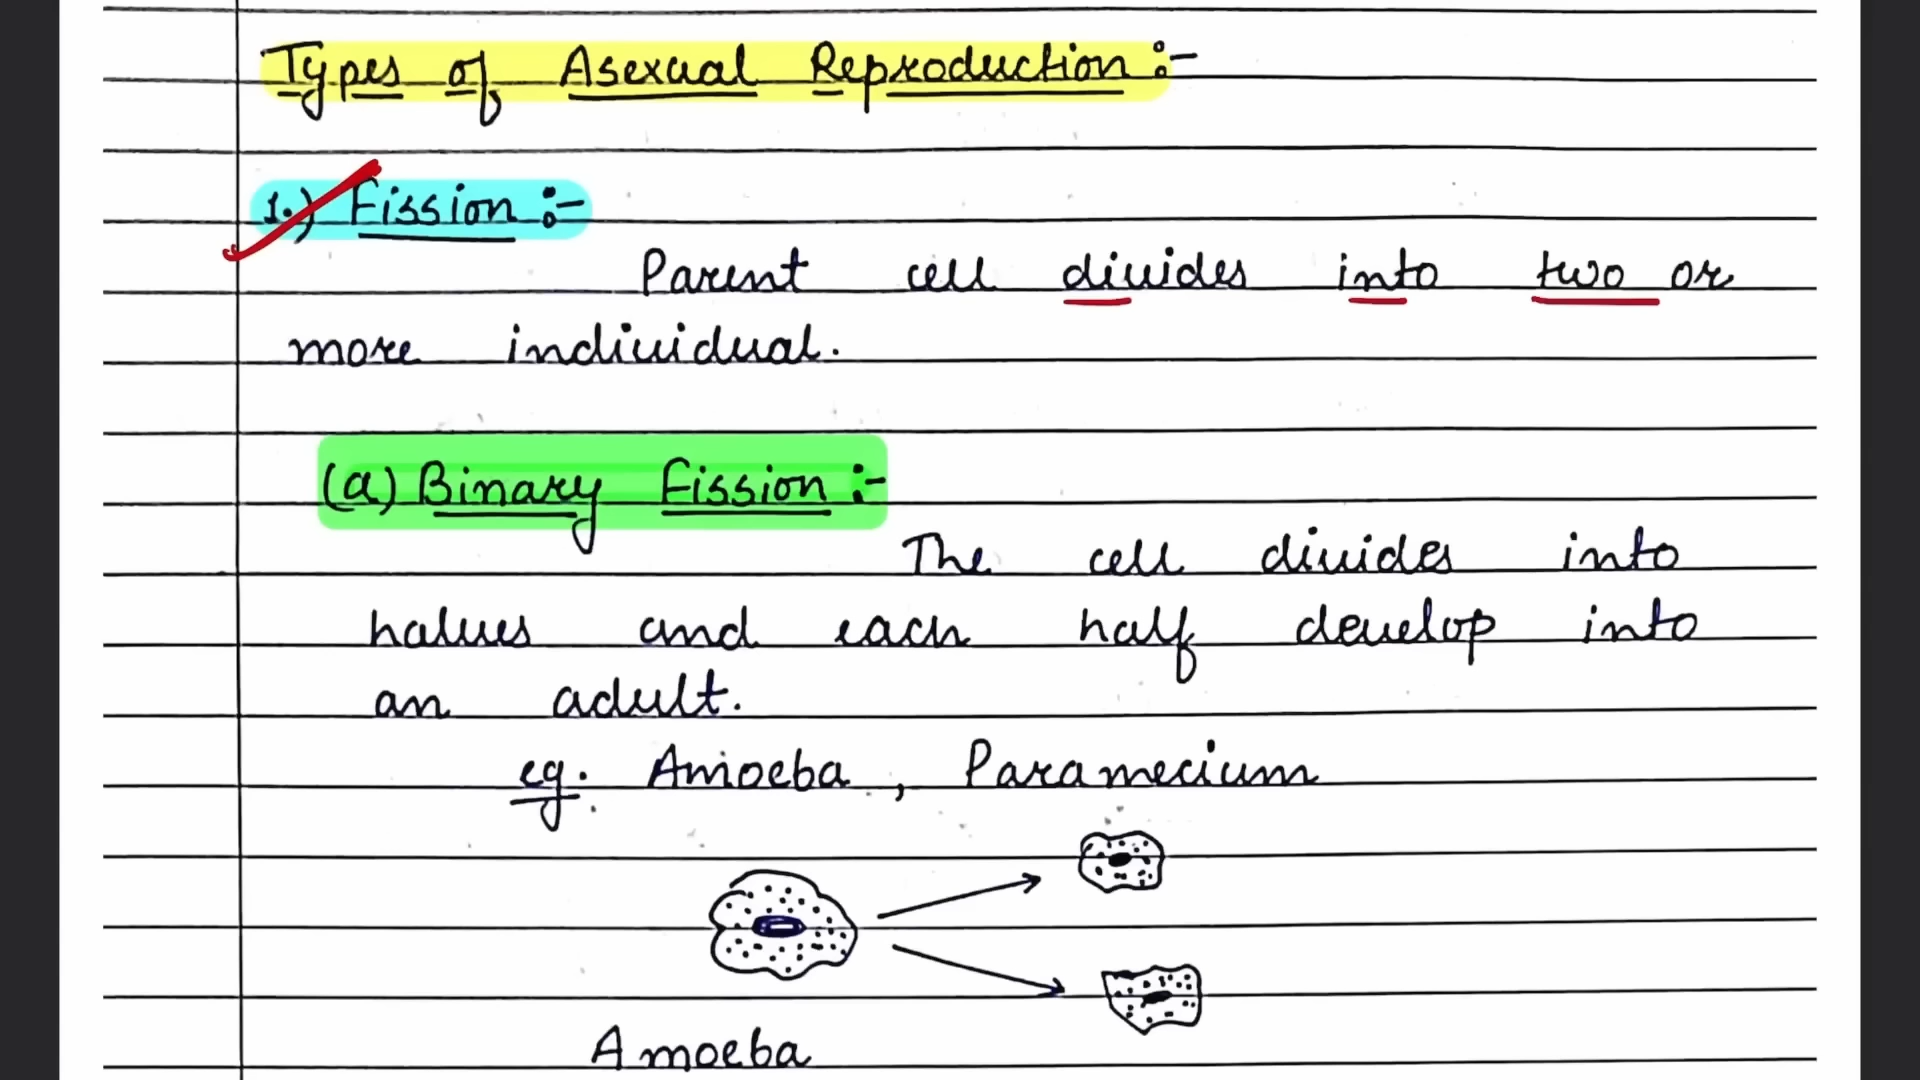 Types of Asexual Reproduction :-
1.) Fission :-
Parent cell divides into two or
more individual.
(a) Binary Fission :-
The cell divides into
halves and each half develop into
an adult.
eg. Amoeba , Paramecium
Amoeba